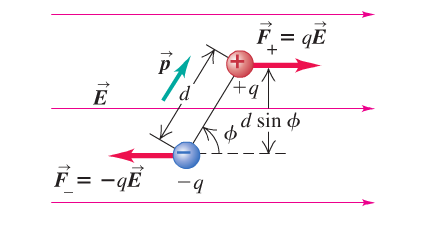 F⃗₊ = qE⃗
p⃗
+
d
+q
E⃗
d sin ϕ
ϕ
−
F⃗₋ = −qE⃗
−q